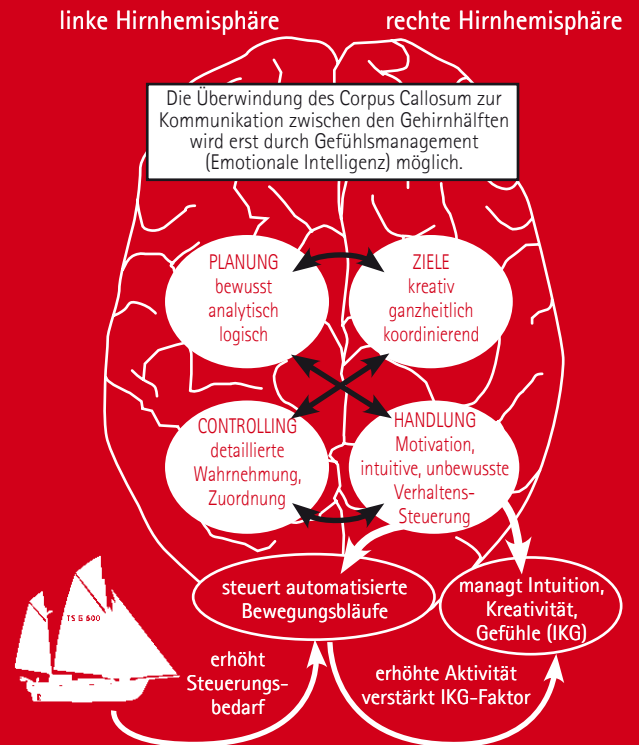 linke Hirnhemisphäre
rechte Hirnhemisphäre
Die Überwindung des Corpus Callosum zur
Kommunikation zwischen den Gehirnhälften
wird erst durch Gefühlsmanagement
(Emotionale Intelligenz) möglich.
PLANUNG
bewusst
analytisch
logisch
ZIELE
kreativ
ganzheitlich
koordinierend
CONTROLLING
detaillierte
Wahrnehmung,
Zuordnung
HANDLUNG
Motivation,
intuitive, unbewusste
Verhaltens-
Steuerung
steuert automatisierte
Bewegungsbläufe
managt Intuition,
Kreativität,
Gefühle (IKG)
TS G 600
erhöht
Steuerungs-
bedarf
erhöhte Aktivität
verstärkt IKG-Faktor